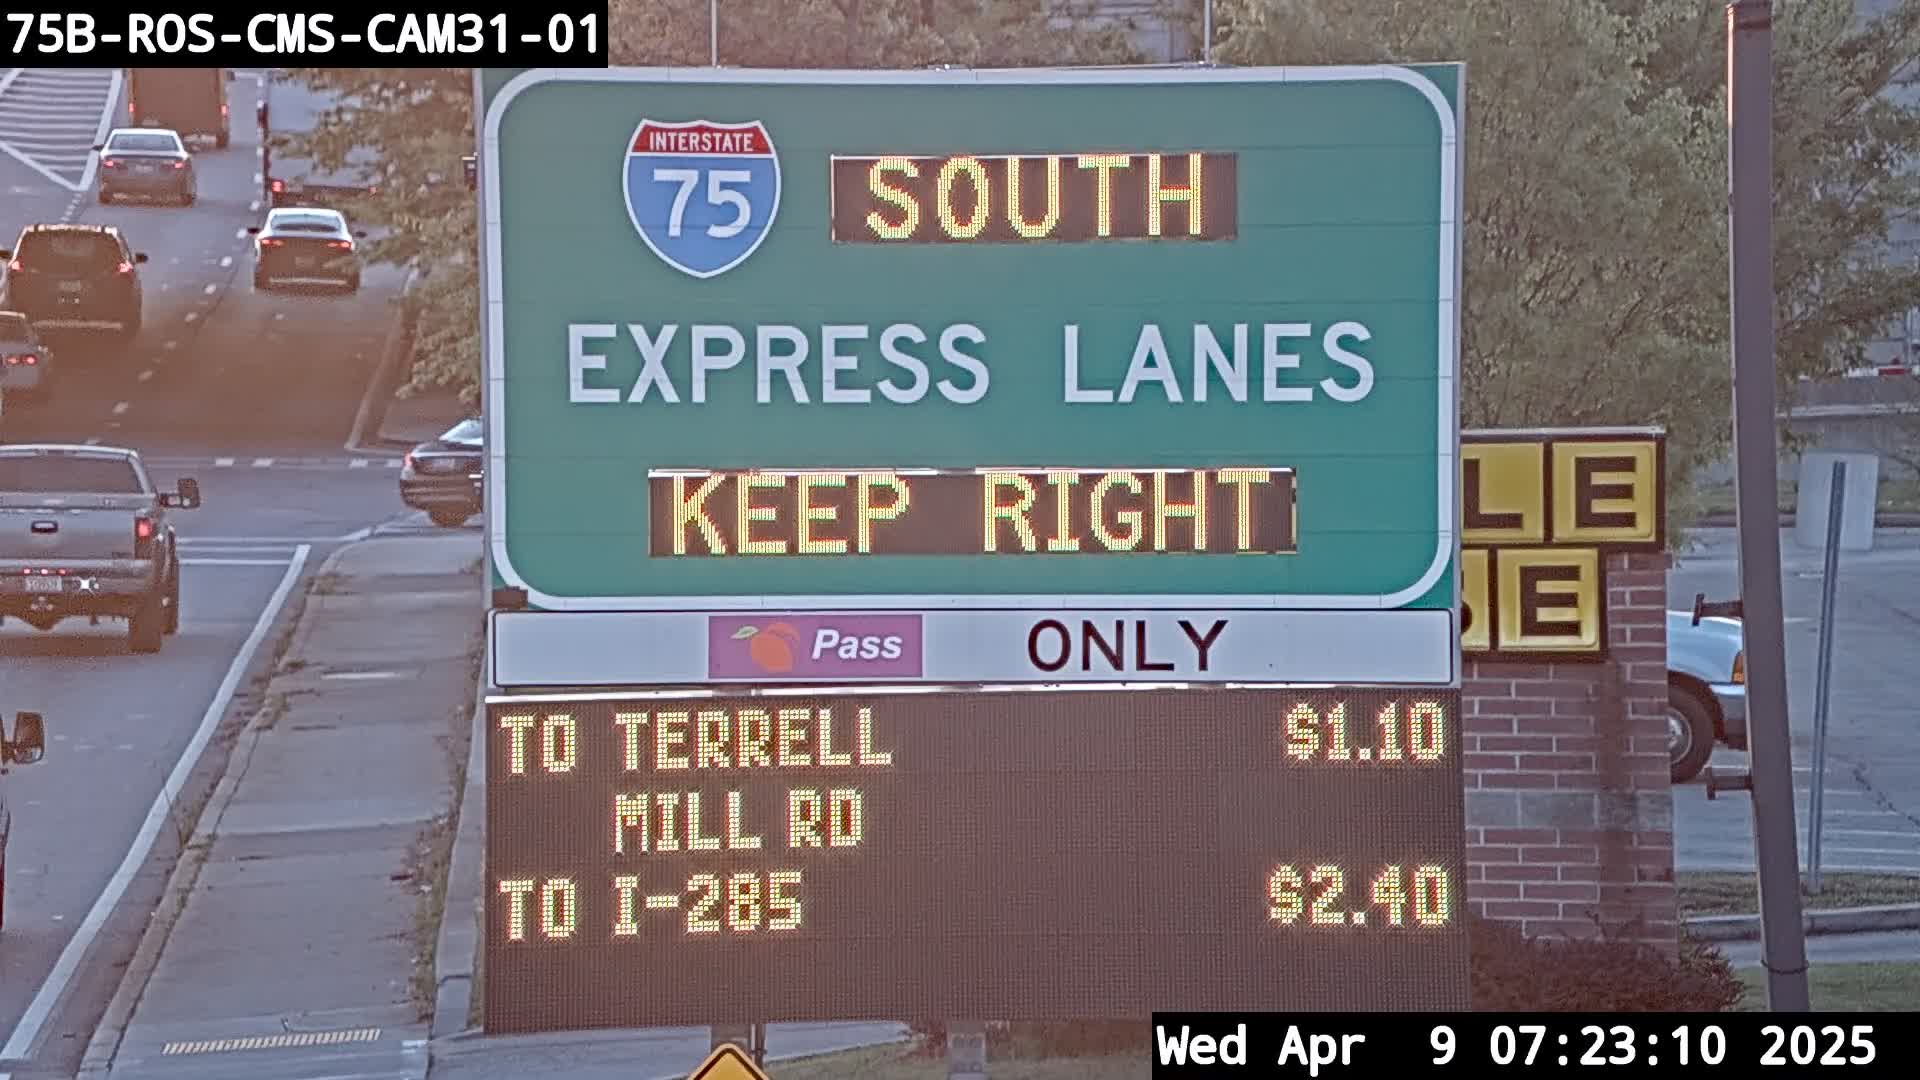 75B-ROS-CMS-CAM31-01
INTERSTATE
75
SOUTH
EXPRESS LANES
KEEP RIGHT
Pass ONLY
TO TERRELL $1.10
MILL RD
TO I-285 $2.40
LE
E
Wed Apr 9 07:23:10 2025